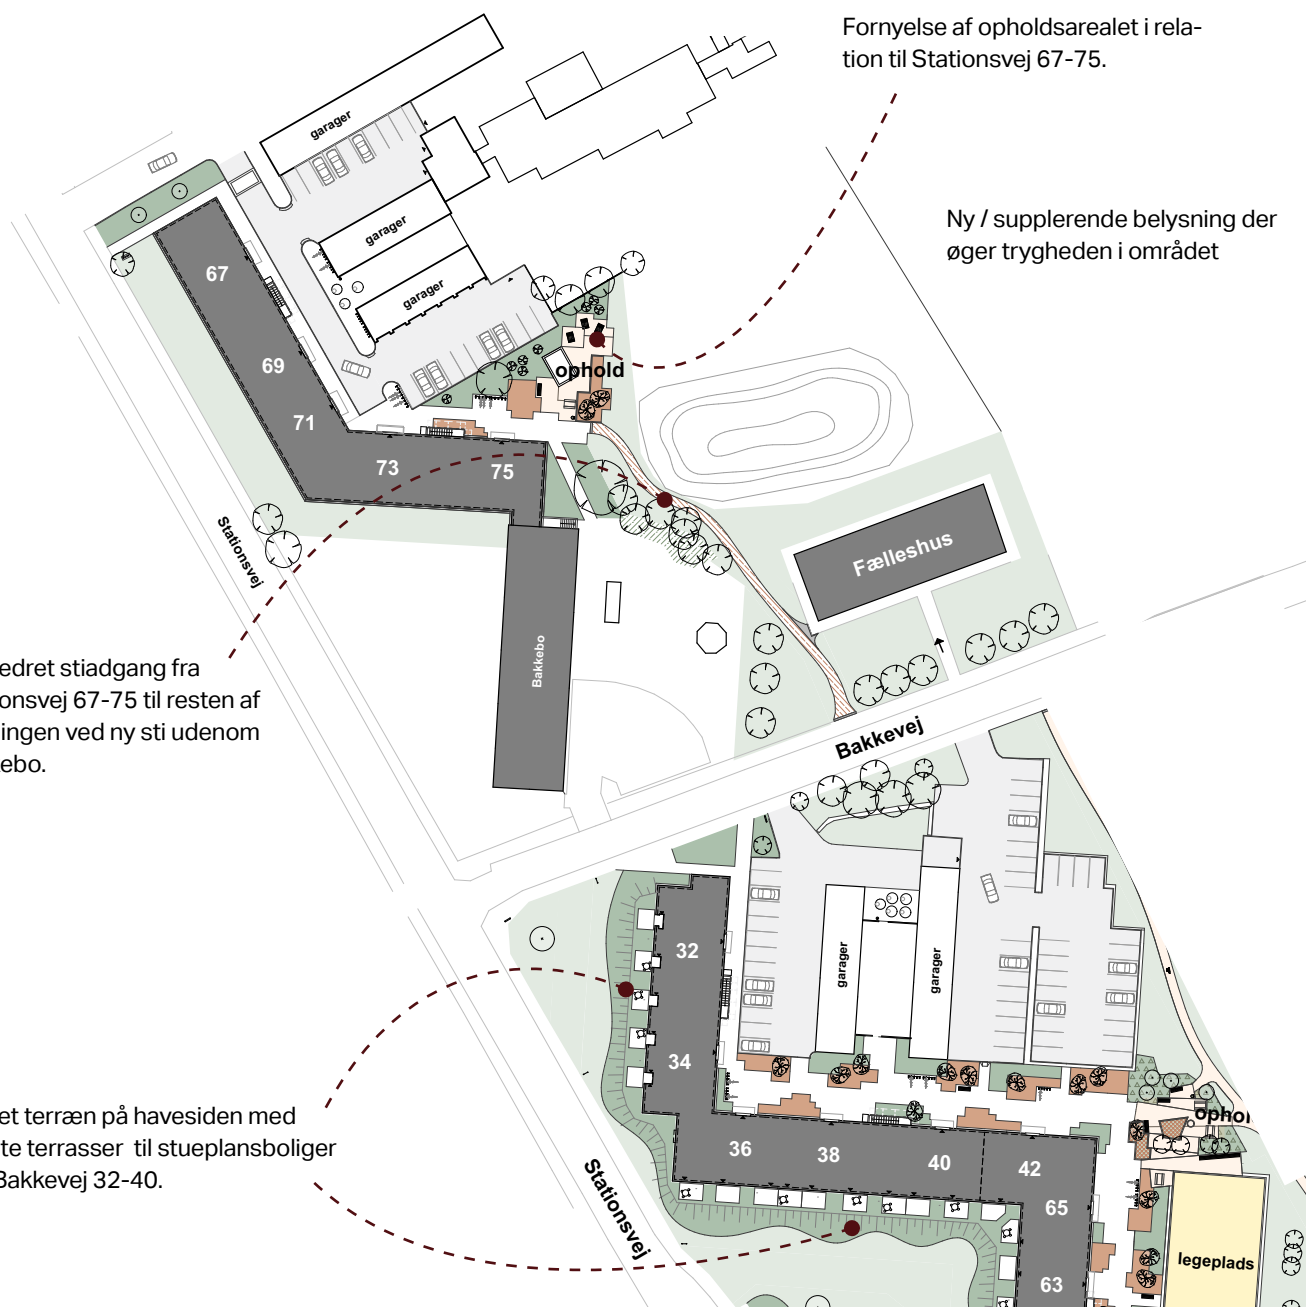 Fornyelse af opholdsarealet i rela-
tion til Stationsvej 67-75.
Ny / supplerende belysning der
øger trygheden i området
garager
garager
garager
67
69
71
73
75
ophold
Stationsvej
Fælleshus
Bakkebo
edret stiadgang fra
onsvej 67-75 til resten af
ingen ved ny sti udenom
ebo.
Bakkevej
garager
garager
32
34
36
38
40
42
65
63
ophol
et terræn på havesiden med
te terrasser til stueplansboliger
Bakkevej 32-40.
Stationsvej
legeplads